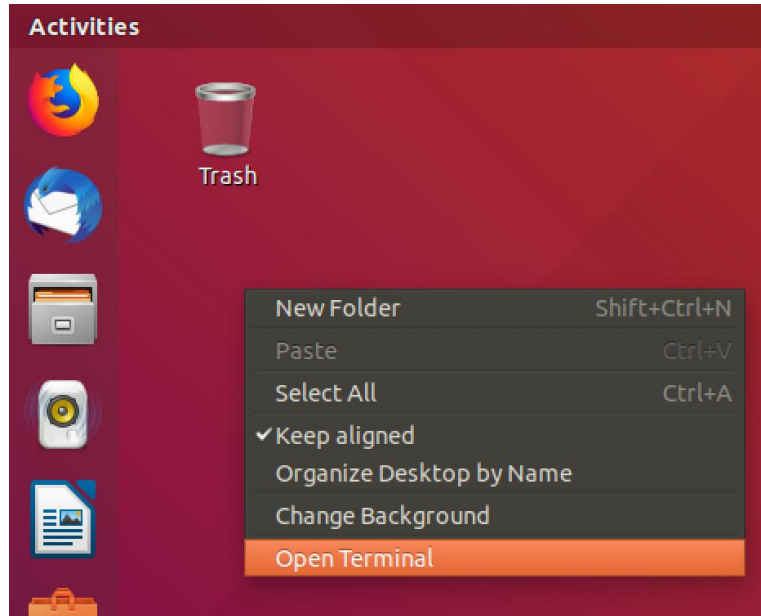 Activities
Trash
New Folder Shift+Ctrl+N
Paste Ctrl+V
Select All Ctrl+A
Keep aligned
Organize Desktop by Name
Change Background
Open Terminal